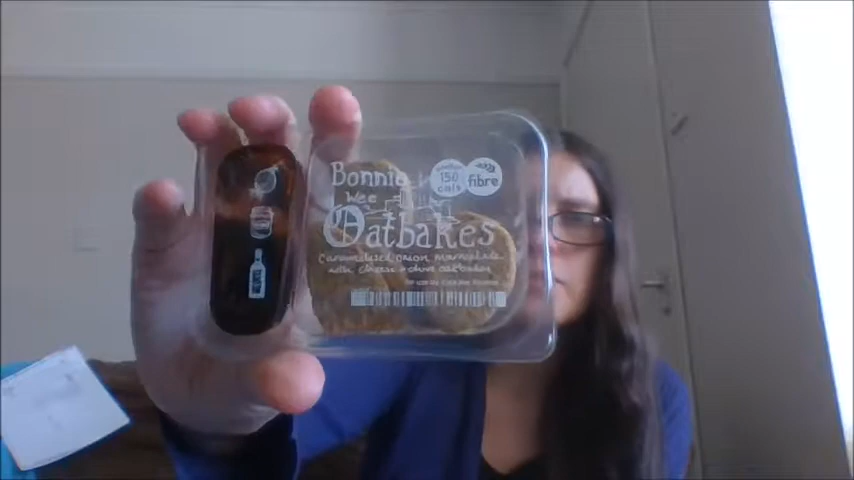 150
cals
fibre
Bonnie
Wee
Oatbakes
Caramelised onion marmalade
with cheese + chive oatbakes